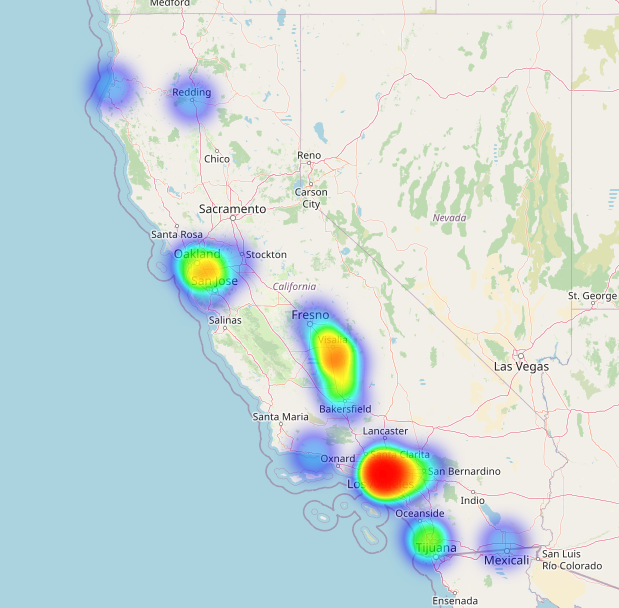 Medford
Redding
Chico
Reno
Carson
City
Sacramento
Nevada
Santa Rosa
Oakland
Stockton
San Jose
California
St. George
Salinas
Fresno
Visalia
Las Vegas
Bakersfield
Santa Maria
Lancaster
Santa Clarita
Oxnard
San Bernardino
Los
Indio
Oceanside
Tijuana
Mexicali
San Luis
Río Colorado
Ensenada